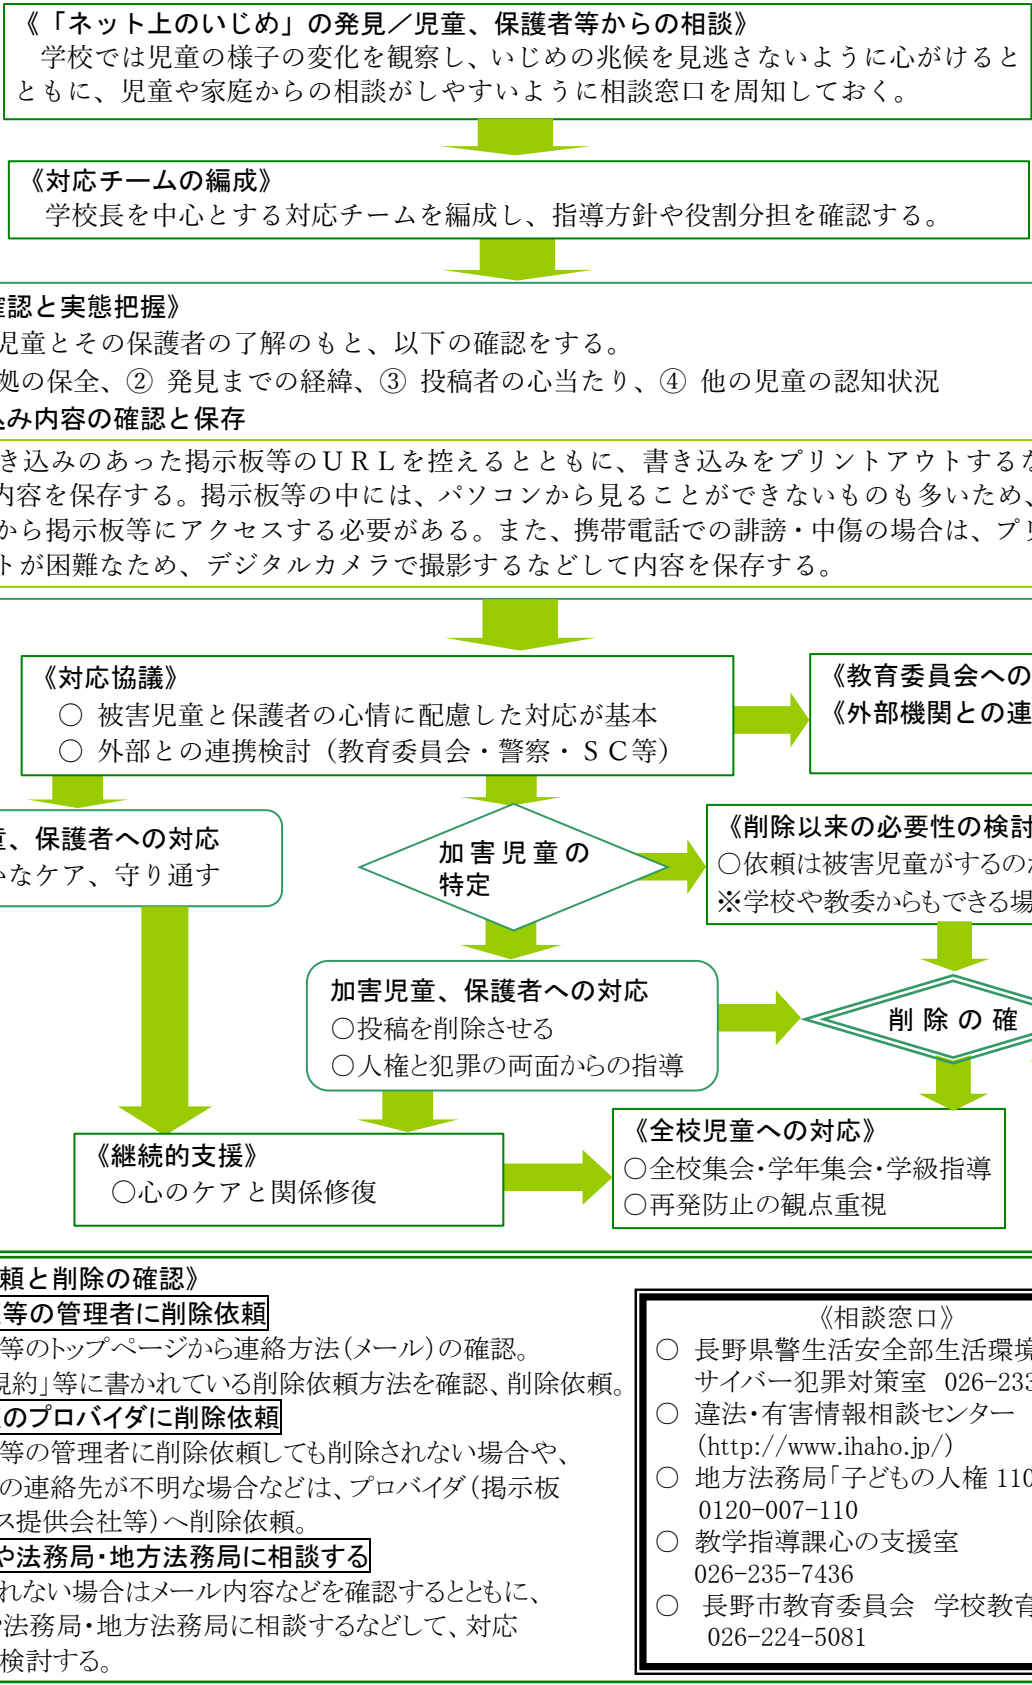 《「ネット上のいじめ」の発見／児童、保護者等からの相談》
学校では児童の様子の変化を観察し、いじめの兆候を見逃さないように心がけると
ともに、児童や家庭からの相談がしやすいように相談窓口を周知しておく。
《対応チームの編成》
学校長を中心とする対応チームを編成し、指導方針や役割分担を確認する。
認と実態把握》
児童とその保護者の了解のもと、以下の確認をする。
拠の保全、② 発見までの経緯、③ 投稿者の心当たり、④ 他の児童の認知状況
み内容の確認と保存
き込みのあった掲示板等のＵＲＬを控えるとともに、書き込みをプリントアウトするな
内容を保存する。掲示板等の中には、パソコンから見ることができないものも多いため、
から掲示板等にアクセスする必要がある。また、携帯電話での誹謗・中傷の場合は、プリ
トが困難なため、デジタルカメラで撮影するなどして内容を保存する。
《対応協議》
○ 被害児童と保護者の心情に配慮した対応が基本
○ 外部との連携検討（教育委員会・警察・ＳＣ等）
《教育委員会への
《外部機関との連
、保護者への対応
なケア、守り通す
加害児童の
特定
《削除以来の必要性の検討
○依頼は被害児童がするのが
※学校や教委からもできる場
加害児童、保護者への対応
○投稿を削除させる
○人権と犯罪の両面からの指導
削除の確
《継続的支援》
○心のケアと関係修復
《全校児童への対応》
○全校集会・学年集会・学級指導
○再発防止の観点重視
頼と削除の確認》
等の管理者に削除依頼
等のトップページから連絡方法（メール）の確認。
規約」等に書かれている削除依頼方法を確認、削除依頼。
のプロバイダに削除依頼
等の管理者に削除依頼しても削除されない場合や、
の連絡先が不明な場合などは、プロバイダ（掲示板
ス提供会社等）へ削除依頼。
や法務局・地方法務局に相談する
れない場合はメール内容などを確認するとともに、
や法務局・地方法務局に相談するなどして、対応
検討する。
《相談窓口》
○ 長野県警生活安全部生活環境
サイバー犯罪対策室 026-233
○ 違法・有害情報相談センター
(http://www.ihaho.jp/)
○ 地方法務局「子どもの人権 110
0120-007-110
○ 教学指導課心の支援室
026-235-7436
○ 長野市教育委員会 学校教育
026-224-5081